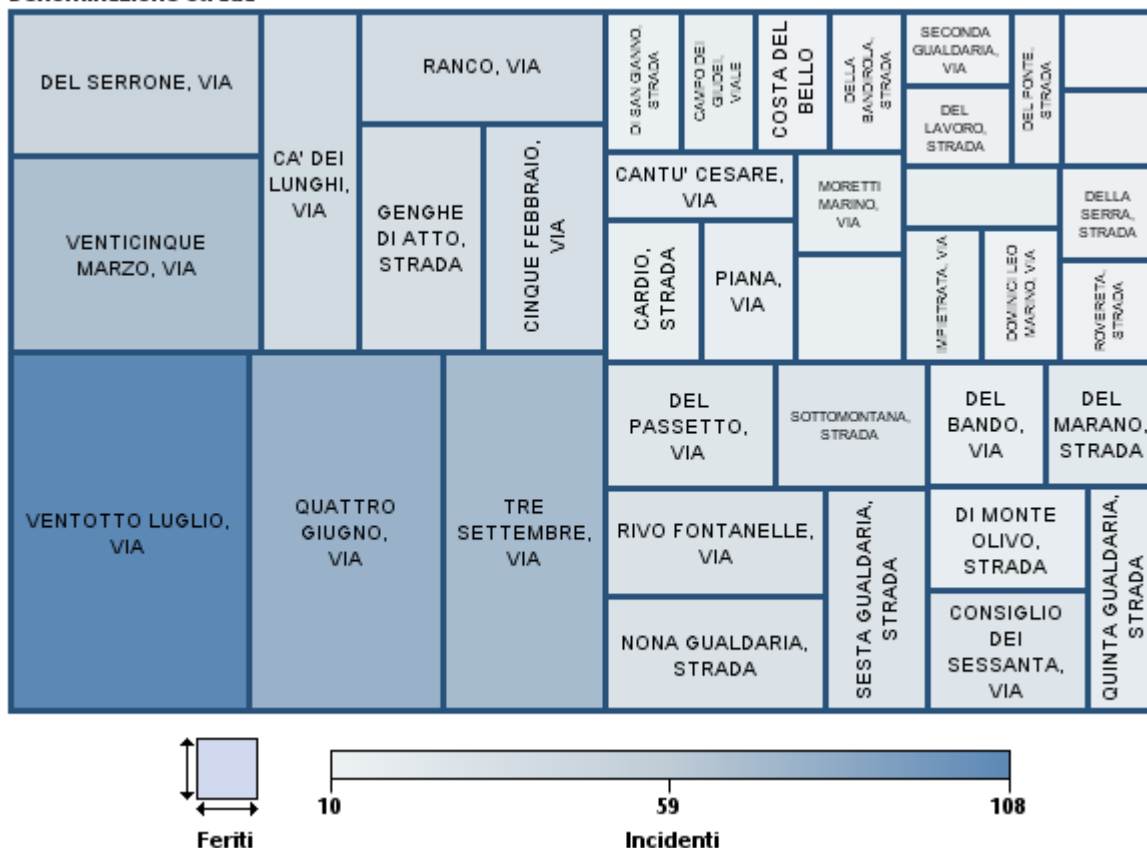 DEL SERRONE, VIA
VENTICINQUE
MARZO, VIA
CA' DEI
LUNGHI,
VIA
RANCO, VIA
GENGHE
DI ATTO,
STRADA
CINQUE FEBBRAIO,
VIA
VENTOTTO LUGLIO,
VIA
QUATTRO
GIUGNO,
VIA
TRE
SETTEMBRE,
VIA
DI SAN GIANNO,
STRADA
CAMPO DEI
GIUDEI,
VIALE
COSTA DEL
BELLO
DELLA
BANDIROLA,
STRADA
SECONDA
GUALDARIA,
VIA
DEL
LAVORO,
STRADA
DEL PONTE,
STRADA
CANTU' CESARE,
VIA
MORETTI
MARINO,
VIA
DELLA
SERRA,
STRADA
CARDIO,
STRADA
PIANA,
VIA
IMPIETRATA, VIA
DOMINICI LEO
MARINO, VIA
ROVERETA,
STRADA
DEL
PASSETTO,
VIA
SOTTOMONTANA,
STRADA
DEL
BANDO,
VIA
DEL
MARANO,
STRADA
RIVO FONTANELLE,
VIA
NONA GUALDARIA,
STRADA
SESTA GUALDARIA,
STRADA
DI MONTE
OLIVO,
STRADA
CONSIGLIO
DEI
SESSANTA,
VIA
QUINTA GUALDARIA,
STRADA
10 59 108
Feriti Incidenti